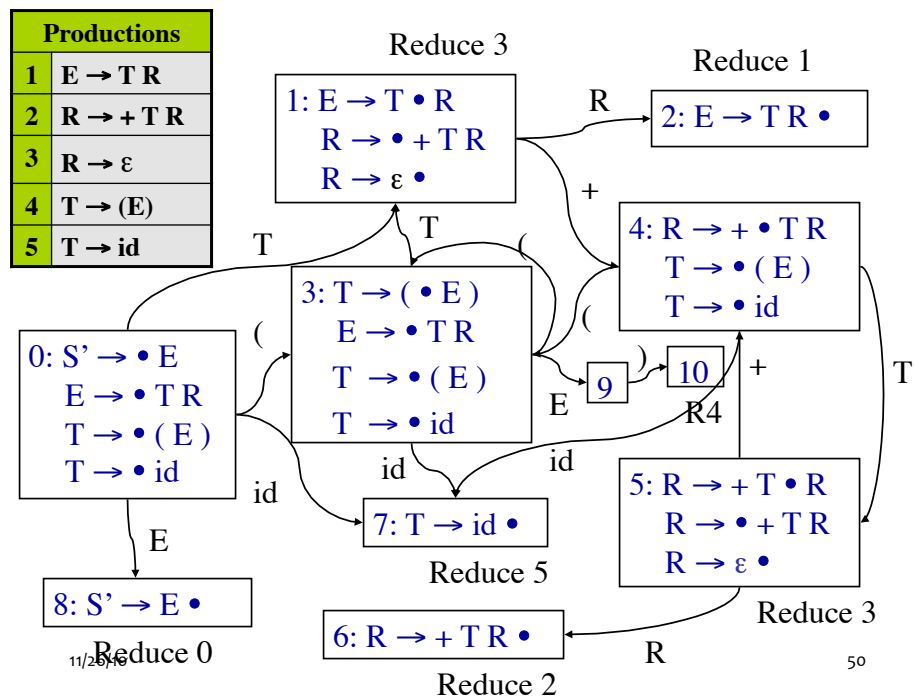 Productions
1 E → T R
2 R → + T R
3 R → ε
4 T → (E)
5 T → id
Reduce 3
1: E → T • R
R → • + T R
R → ε •
R
Reduce 1
2: E → T R •
+
T
T
(
4: R → + • T R
T → • ( E )
T → • id
3: T → ( • E )
E → • T R
T → • ( E )
T → • id
(
(
0: S’ → • E
E → • T R
T → • ( E )
T → • id
E
9
)
10
R4
+
T
id
id
id
7: T → id •
Reduce 5
5: R → + T • R
R → • + T R
R → ε •
Reduce 3
E
8: S’ → E •
Reduce 0
6: R → + T R •
Reduce 2
R
50